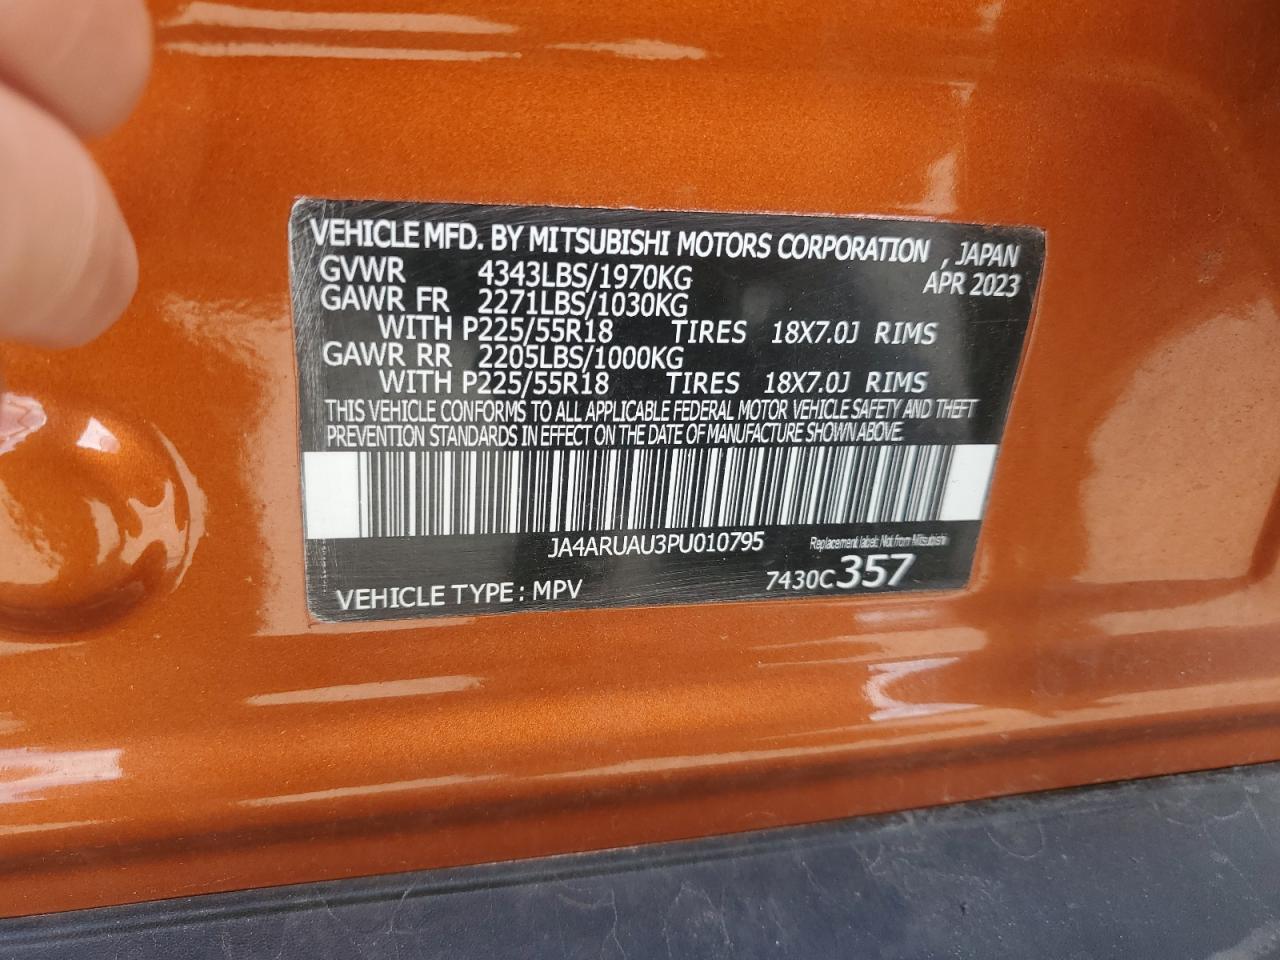 VEHICLE MFD. BY MITSUBISHI MOTORS CORPORATION , JAPAN
GVWR 4343LBS/1970KG APR 2023
GAWR FR 2271LBS/1030KG
WITH P225/55R18 TIRES 18X7.0J RIMS
GAWR RR 2205LBS/1000KG
WITH P225/55R18 TIRES 18X7.0J RIMS
THIS VEHICLE CONFORMS TO ALL APPLICABLE FEDERAL MOTOR VEHICLE SAFETY AND THEFT
PREVENTION STANDARDS IN EFFECT ON THE DATE OF MANUFACTURE SHOWN ABOVE.
JA4ARUAU3PU010795 Replacement label: Not from Mitsubishi
VEHICLE TYPE : MPV 7430C357